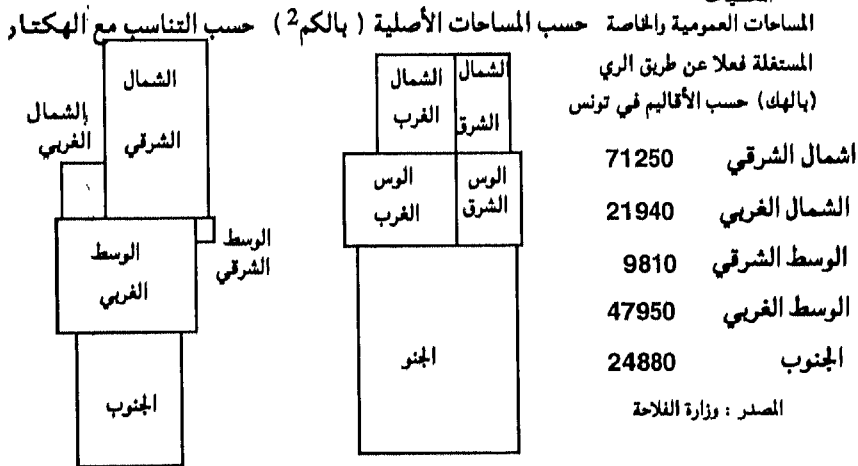 المساحات العمومية والخاصة
المستغلة فعلا عن طريق الري
(بالهك) حسب الأقاليم في تونس
اشمال الشرقي 71250
الشمال الغربي 21940
الوسط الشرقي 9810
الوسط الغربي 47950
الجنوب 24880
المصدر : وزارة الفلاحة
حسب المساحات الأصلية ( بالكم2 )
الشمال
الشرق
الشمال
الغرب
الوس
الشرق
الوس
الغرب
الجنو
حسب التناسب مع الهكتار
الشمال
الشرقي
الشمال
الغربي
الوسط
الشرقي
الوسط
الغربي
الجنوب